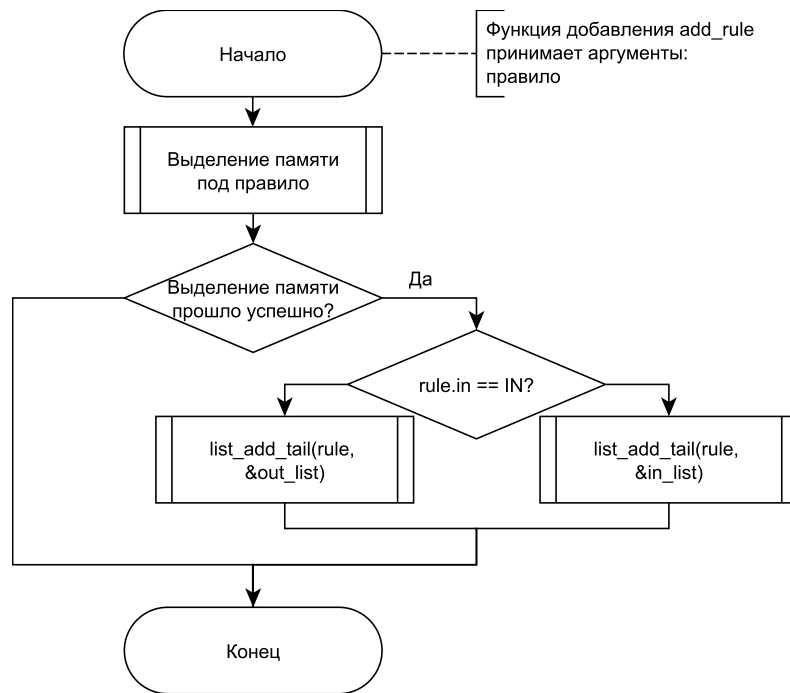 Начало
Функция добавления add_rule
принимает аргументы:
правило
Выделение памяти
под правило
Выделение памяти
прошло успешно?
Да
rule.in == IN?
list_add_tail(rule,
&out_list)
list_add_tail(rule,
&in_list)
Конец